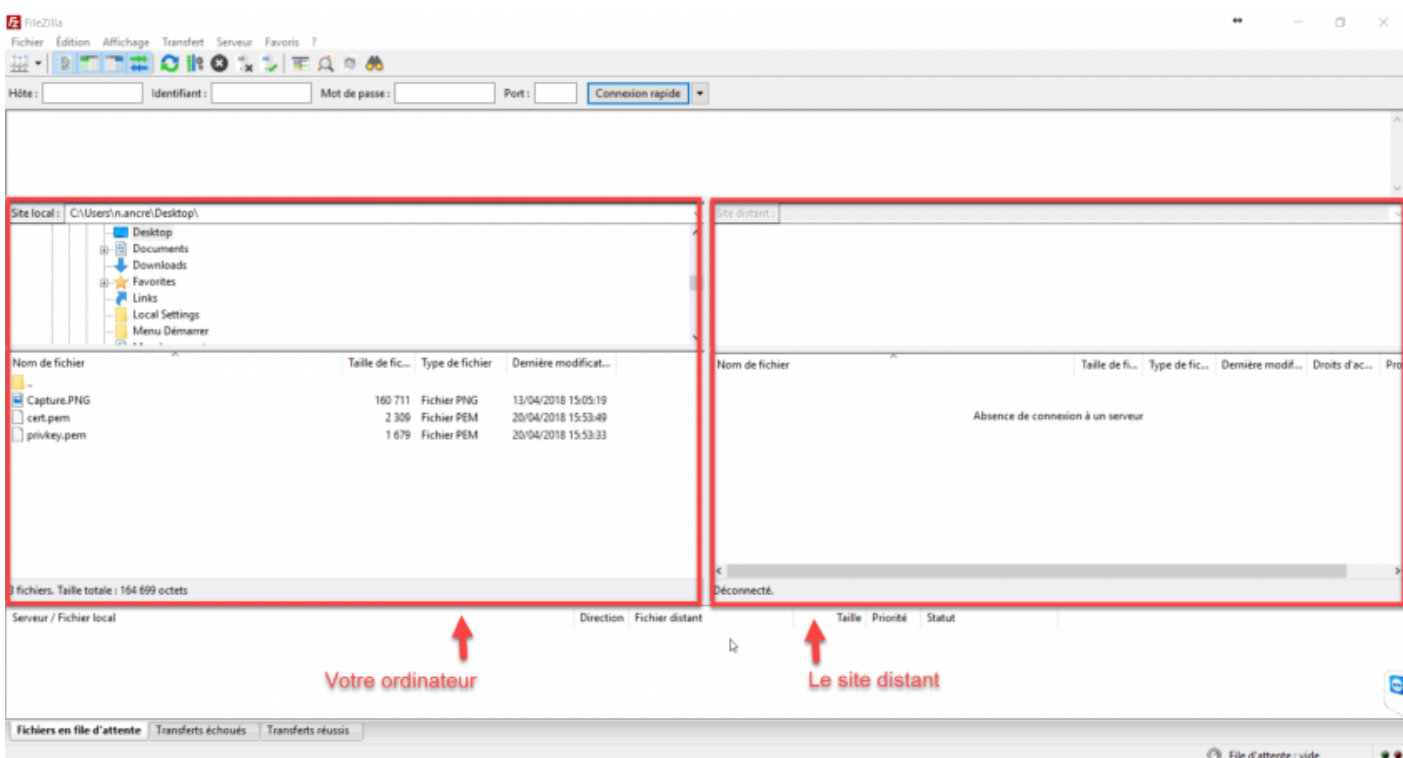 FileZilla
Fichier Édition Affichage Transfert Serveur Favoris ?
Hôte : Identifiant : Mot de passe : Port : Connexion rapide
Site local : C:\Users\n.ancre\Desktop\
Site distant :
Desktop
Documents
Downloads
Favorites
Links
Local Settings
Menu Démarrer
Nom de fichier Taille de fic... Type de fichier Dernière modificat...
..
Capture.PNG 160 711 Fichier PNG 13/04/2018 15:05:19
cert.pem 2 309 Fichier PEM 20/04/2018 15:53:49
privkey.pem 1 679 Fichier PEM 20/04/2018 15:53:33
3 fichiers. Taille totale : 164 699 octets
Nom de fichier Taille de fi... Type de fic... Dernière modif... Droits d'ac... Pro
Absence de connexion à un serveur
Déconnecté.
Serveur / Fichier local Direction Fichier distant Taille Priorité Statut
Votre ordinateur
Le site distant
Fichiers en file d'attente Transferts échoués Transferts réussis
File d'attente : vide